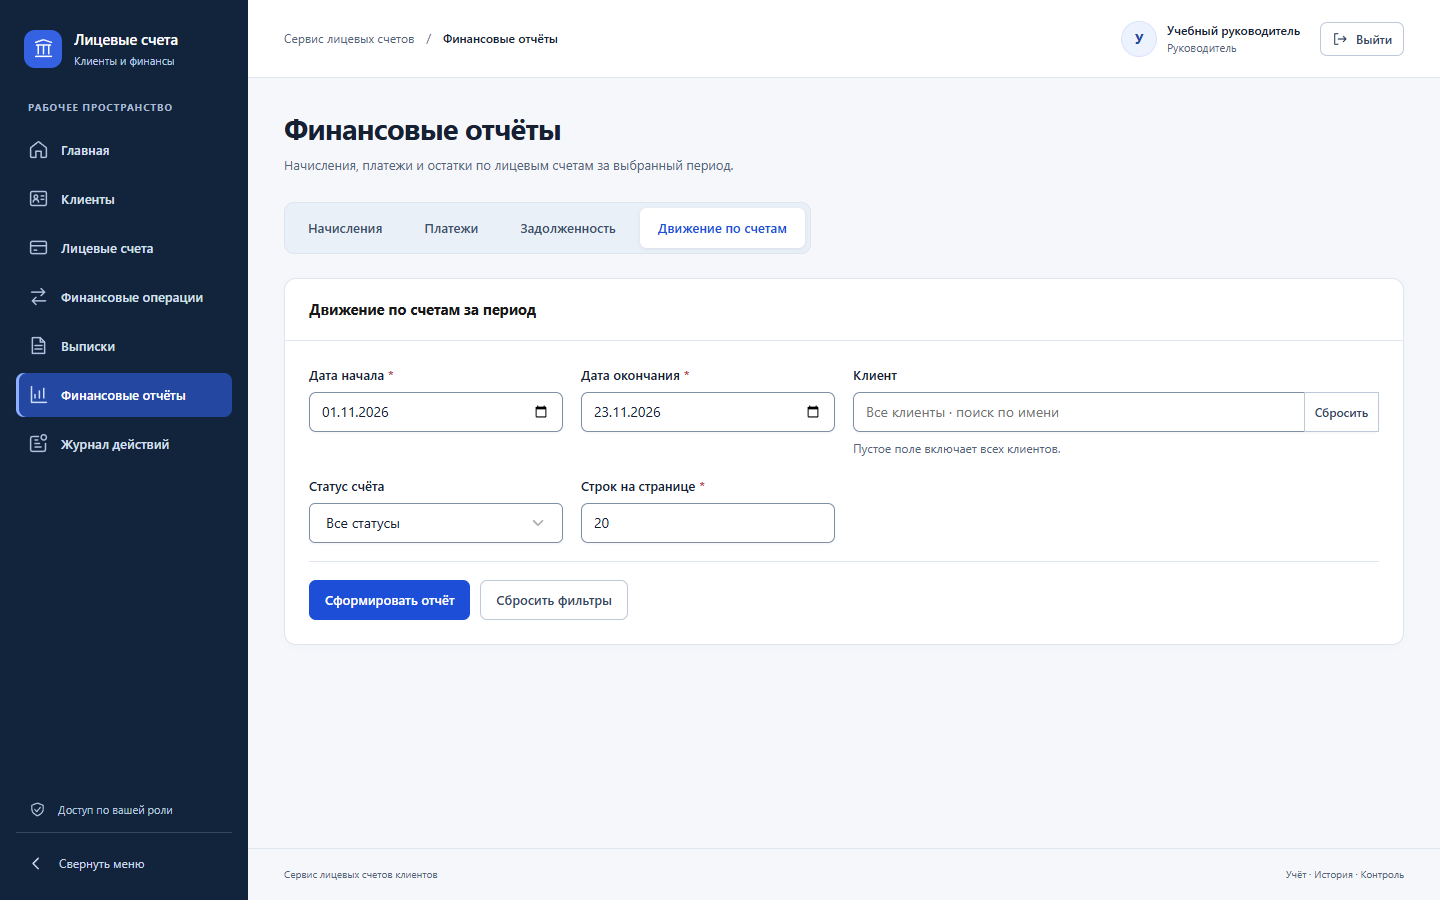 Лицевые счета
Клиенты и финансы
РАБОЧЕЕ ПРОСТРАНСТВО
Главная
Клиенты
Лицевые счета
Финансовые операции
Выписки
Финансовые отчёты
Журнал действий
Доступ по вашей роли
Свернуть меню
Сервис лицевых счетов / Финансовые отчёты
У
Учебный руководитель
Руководитель
Выйти
Финансовые отчёты
Начисления, платежи и остатки по лицевым счетам за выбранный период.
Начисления Платежи Задолженность Движение по счетам
Движение по счетам за период
Дата начала * Дата окончания * Клиент
01.11.2026 23.11.2026 Все клиенты · поиск по имени Сбросить
Пустое поле включает всех клиентов.
Статус счёта Строк на странице *
Все статусы 20
Сформировать отчёт Сбросить фильтры
Сервис лицевых счетов клиентов Учёт · История · Контроль